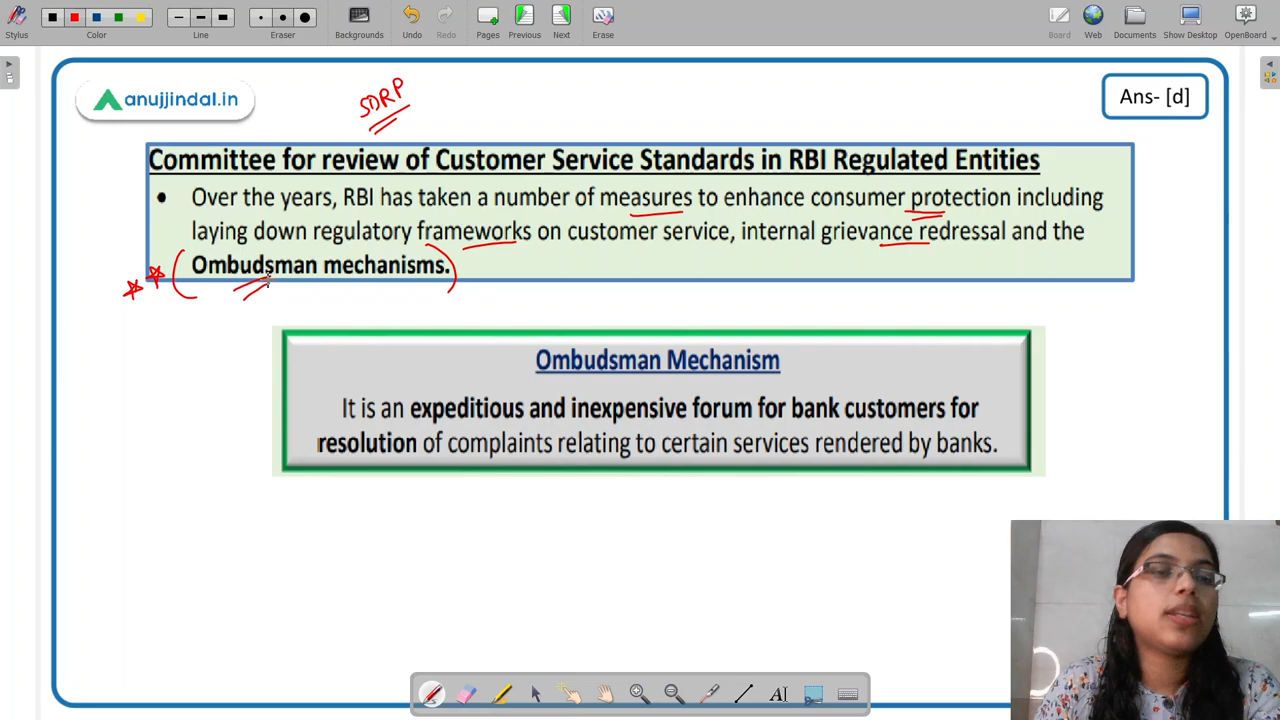 Stylus
Color
Line
Eraser
Backgrounds
Undo
Redo
Pages
Previous
Next
Erase
Board
Web
Documents
Show Desktop
OpenBoard
anujjindal.in
SDRP
Ans- [d]
Committee for review of Customer Service Standards in RBI Regulated Entities
• Over the years, RBI has taken a number of measures to enhance consumer protection including
laying down regulatory frameworks on customer service, internal grievance redressal and the
Ombudsman mechanisms.
Ombudsman Mechanism
It is an expeditious and inexpensive forum for bank customers for
resolution of complaints relating to certain services rendered by banks.